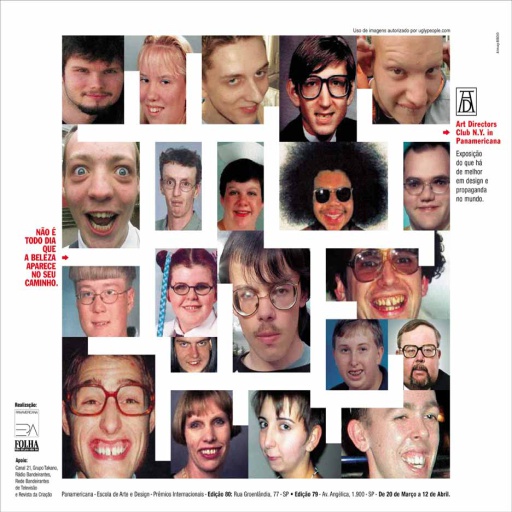 Uso de imagens autorizado por uglypeople.com
Art Directors
Club N.Y. in
Panamericana
Exposição
do que há
de melhor
em design e
propaganda
no mundo.
NÃO É
TODO DIA
QUE
A BELEZA
APARECE
NO SEU
CAMINHO.
Realização:
PANAMERICANA
FOLHA
Apoio:
Canal 21, Grupo Takano,
Rádio Bandeirantes,
Rede Bandeirantes
de Televisão
e Revista da Criação
Panamericana - Escola de Arte e Design - Prêmios Internacionais - Edição 80: Rua Groenlândia, 77 - SP • Edição 79 - Av. Angélica, 1.900 - SP - De 20 de Março a 12 de Abril.